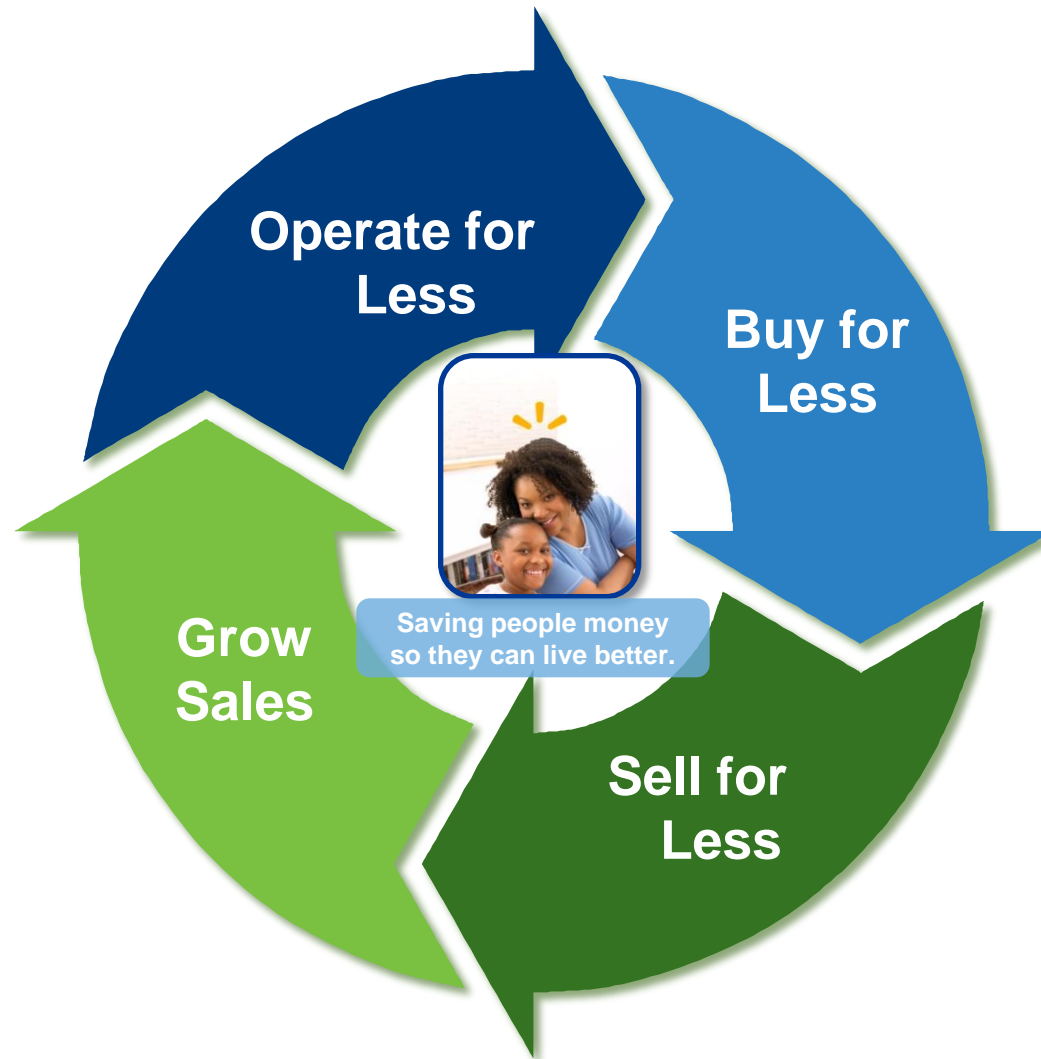 Operate for
Less
Buy for
Less
Sell for
Less
Grow
Sales
Saving people money
so they can live better.